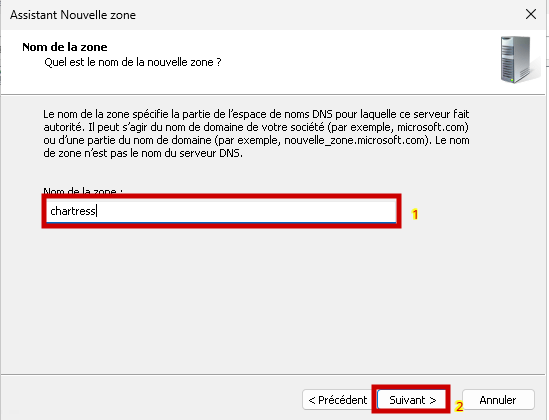 Assistant Nouvelle zone
Nom de la zone
Quel est le nom de la nouvelle zone ?
Le nom de la zone spécifie la partie de l'espace de noms DNS pour laquelle ce serveur fait
autorité. Il peut s'agir du nom de domaine de votre société (par exemple, microsoft.com)
ou d'une partie du nom de domaine (par exemple, nouvelle_zone.microsoft.com). Le nom
de zone n'est pas le nom du serveur DNS.
Nom de la zone :
chartress
1
< Précédent
Suivant >
2
Annuler